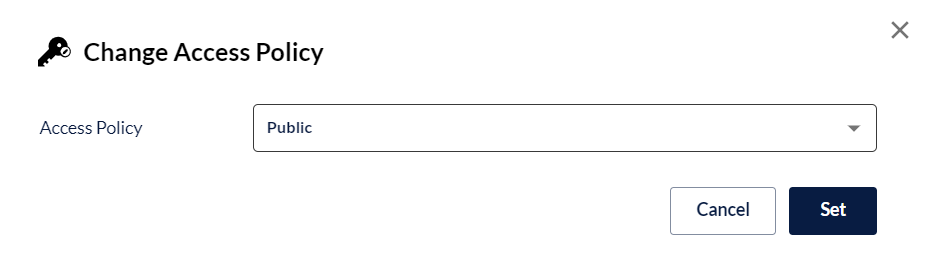 Change Access Policy
Access Policy
Public
Cancel
Set